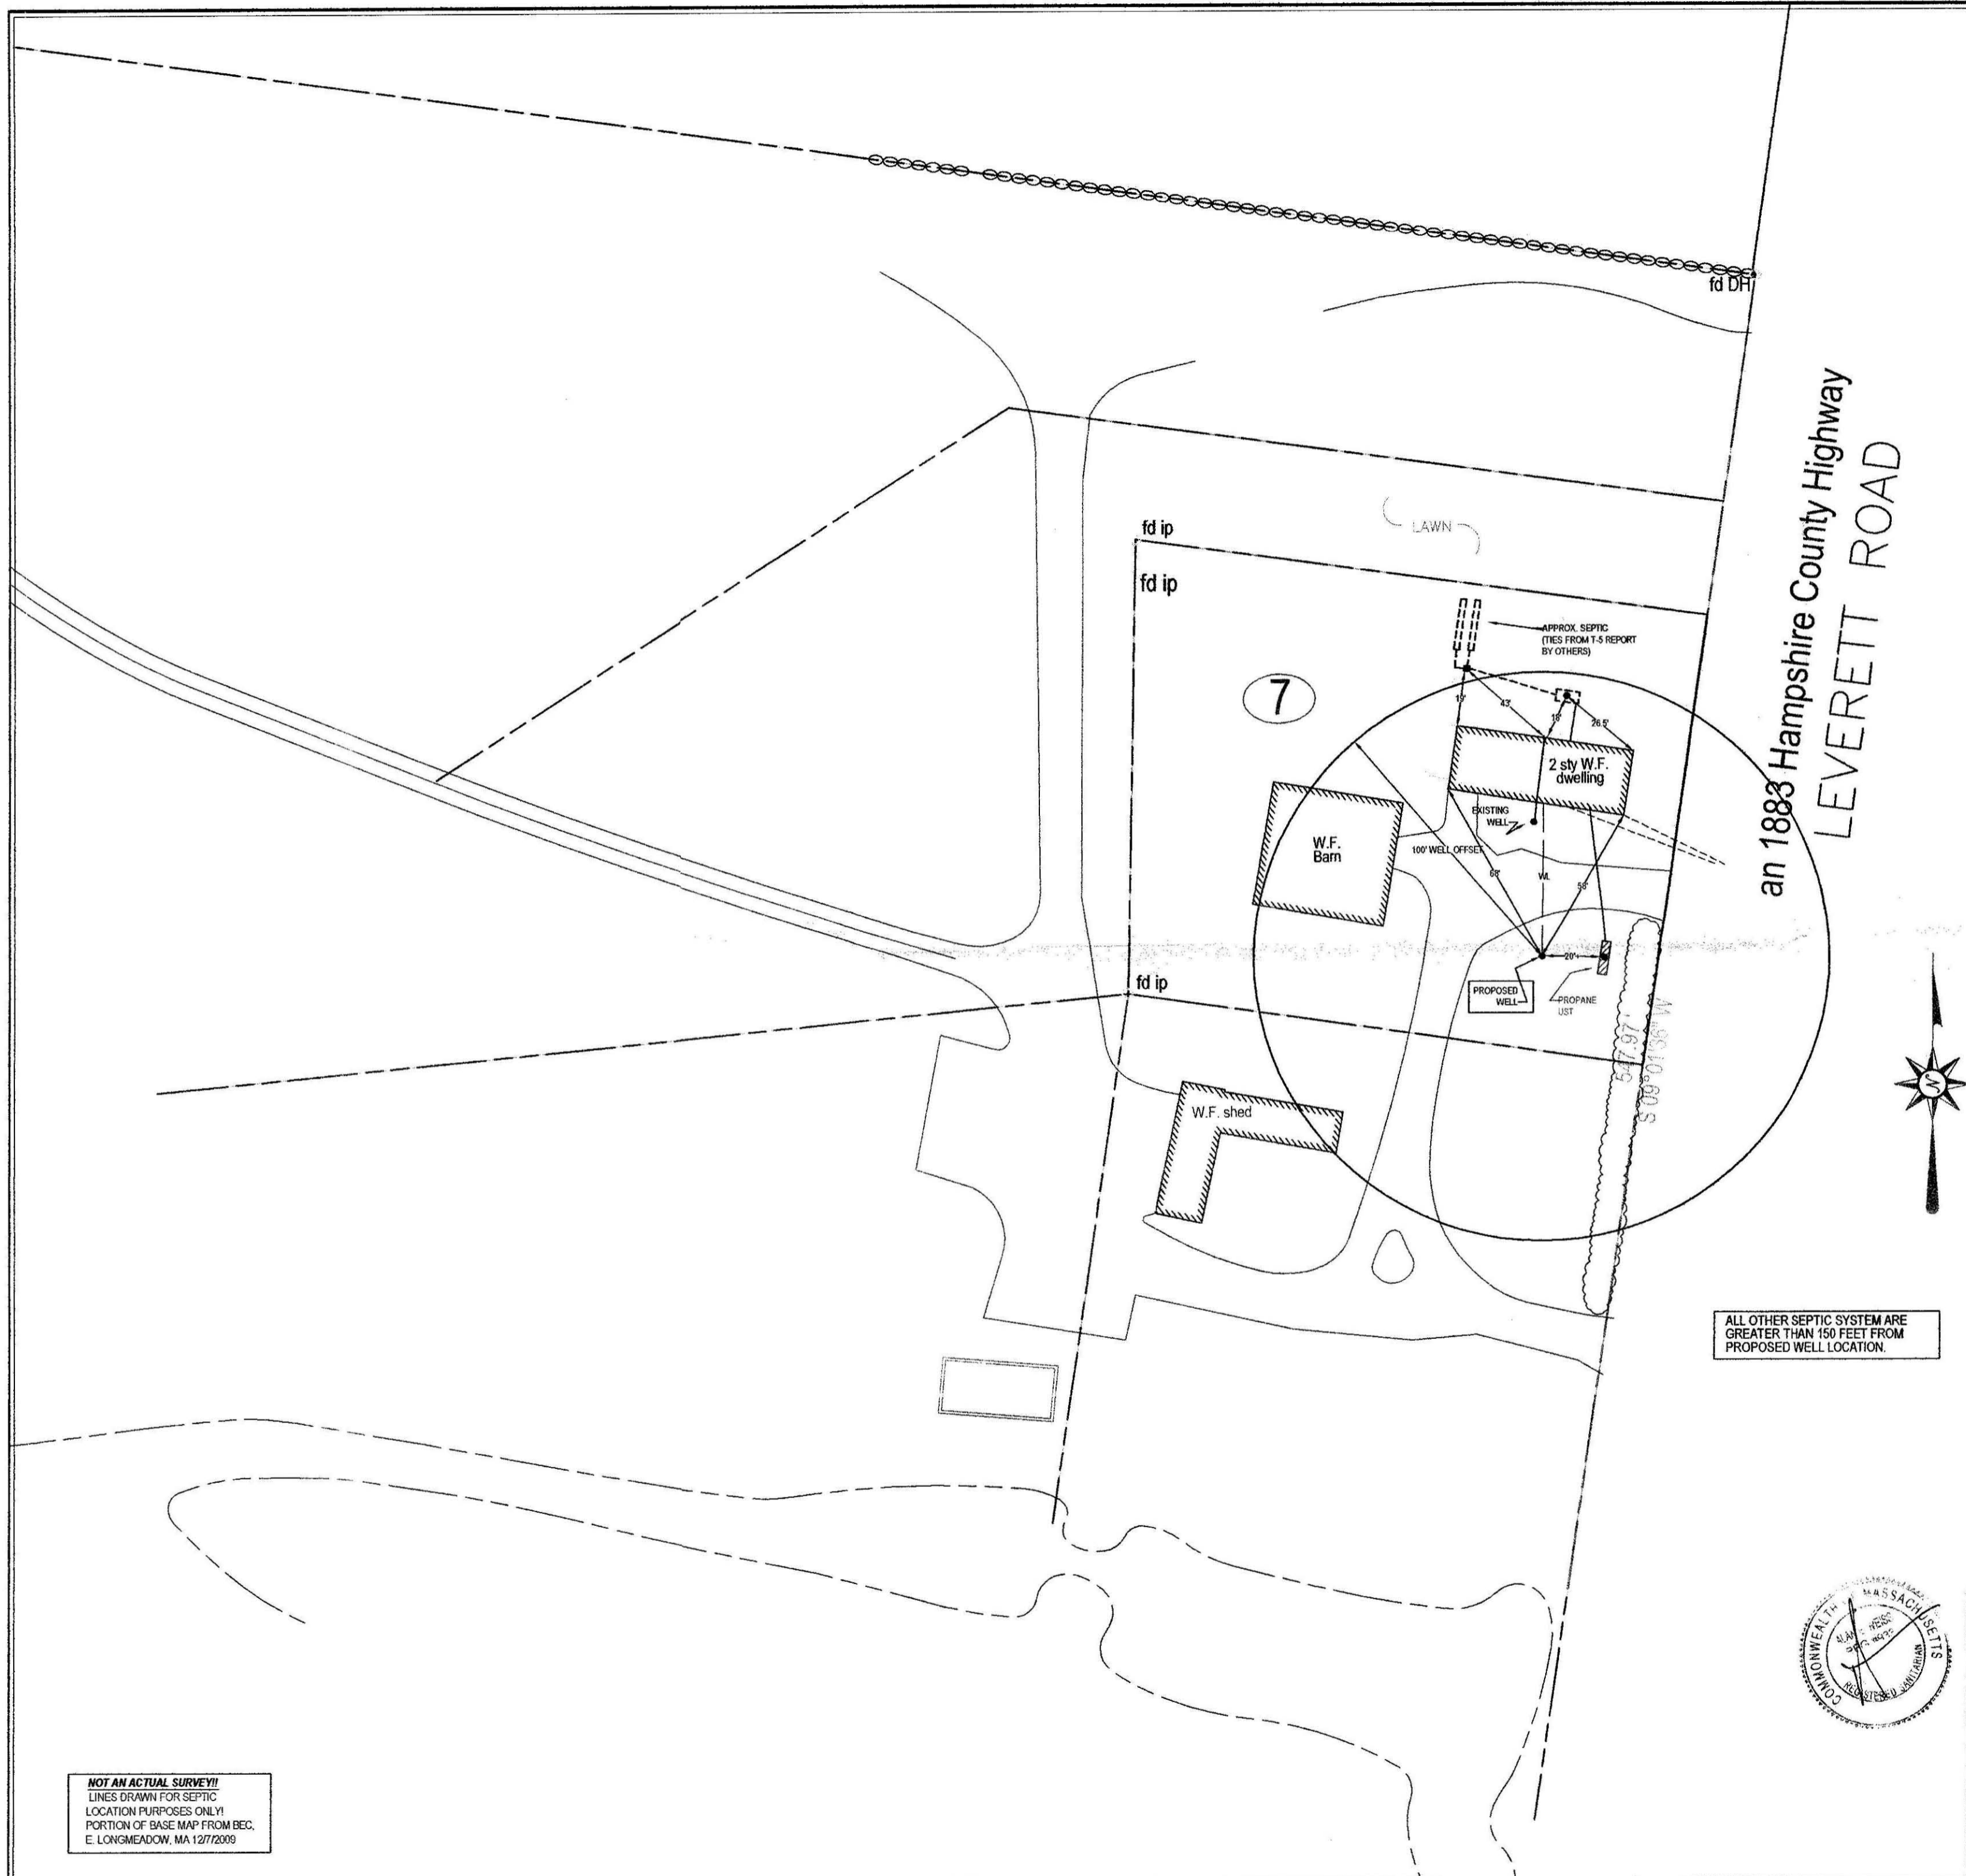 fd DH
an 1883 Hampshire County Highway
LEVERETT ROAD
LAWN
fd ip
fd ip
APPROX. SEPTIC
(TIES FROM T-5 REPORT
BY OTHERS)
7
19'
43'
18'
26.5'
2 sty W.F.
dwelling
EXISTING
WELL
W.F.
Barn
100' WELL OFFSET
68'
WL
58'
20'
PROPOSED
WELL
PROPANE
UST
fd ip
547.97'
S 09°01'36" W
W.F. shed
N
ALL OTHER SEPTIC SYSTEM ARE
GREATER THAN 150 FEET FROM
PROPOSED WELL LOCATION.
COMMONWEALTH OF MASSACHUSETTS
REGISTERED SANITARIAN
NOT AN ACTUAL SURVEY!!
LINES DRAWN FOR SEPTIC
LOCATION PURPOSES ONLY!
PORTION OF BASE MAP FROM BEC,
E. LONGMEADOW, MA 12/7/2009